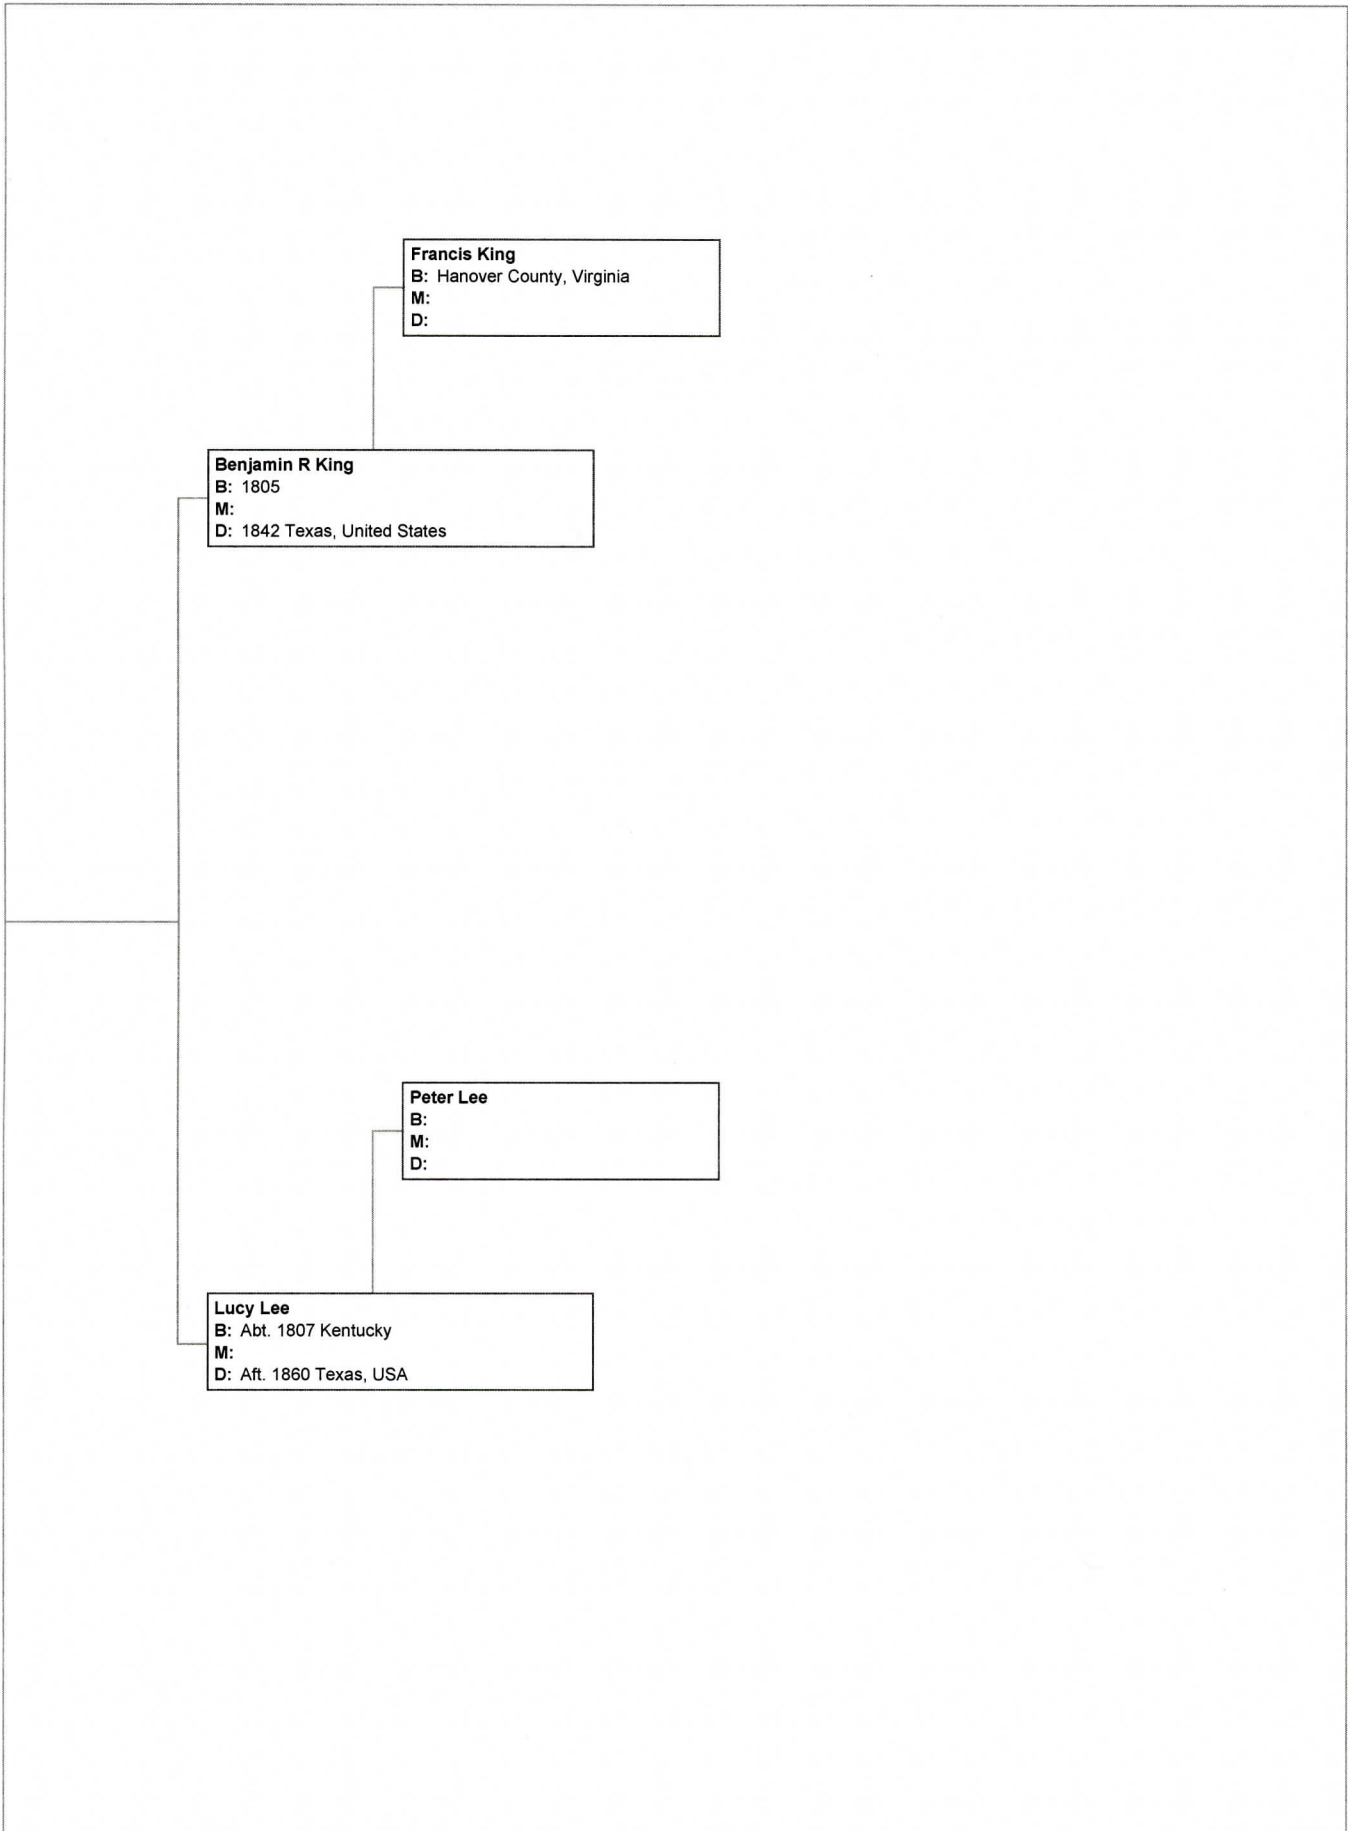 Francis King
B: Hanover County, Virginia
M:
D:
Benjamin R King
B: 1805
M:
D: 1842 Texas, United States
Peter Lee
B:
M:
D:
Lucy Lee
B: Abt. 1807 Kentucky
M:
D: Aft. 1860 Texas, USA